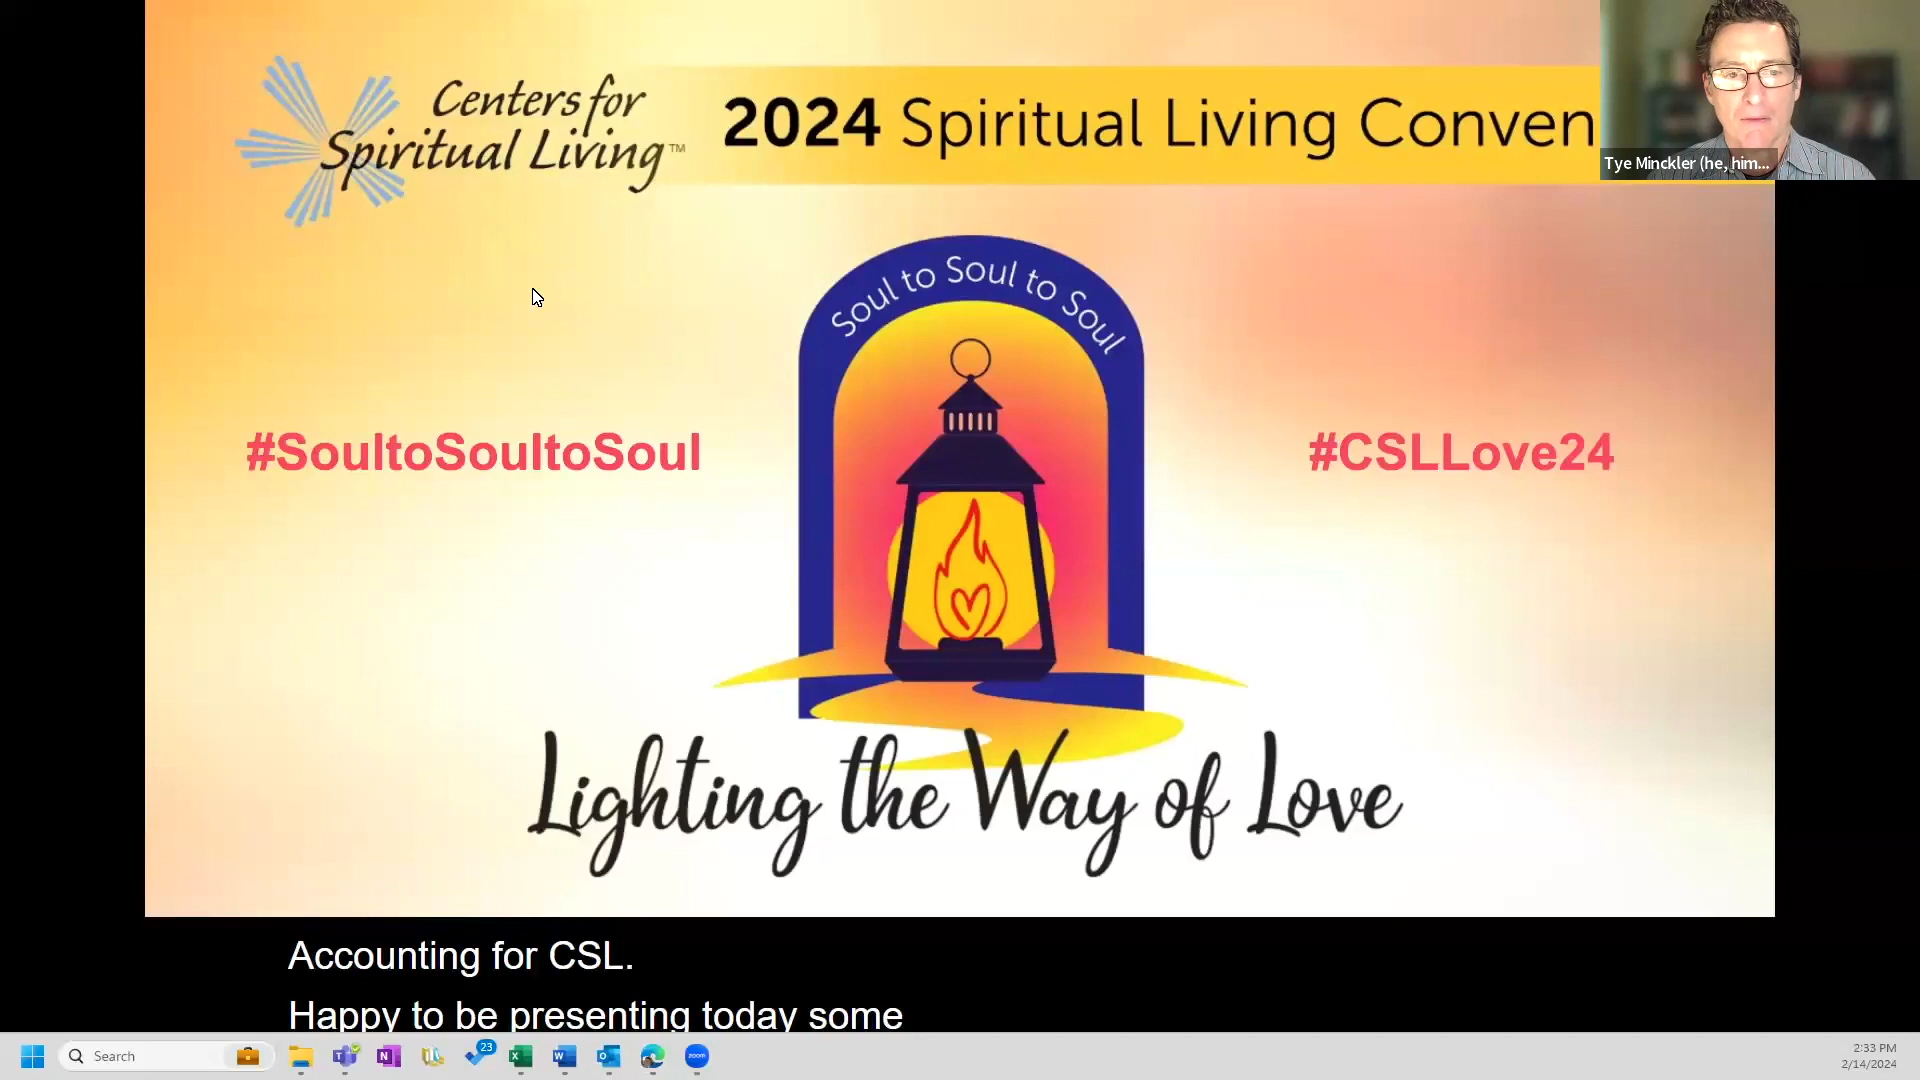 Centers for
Spiritual Living™
2024 Spiritual Living Conven
Tye Minckler (he, him...
Soul to Soul to Soul
#SoultoSoultoSoul
#CSLLove24
Lighting the Way of Love
Accounting for CSL.
Happy to be presenting today some
Search
23
zoom
2:33 PM
2/14/2024